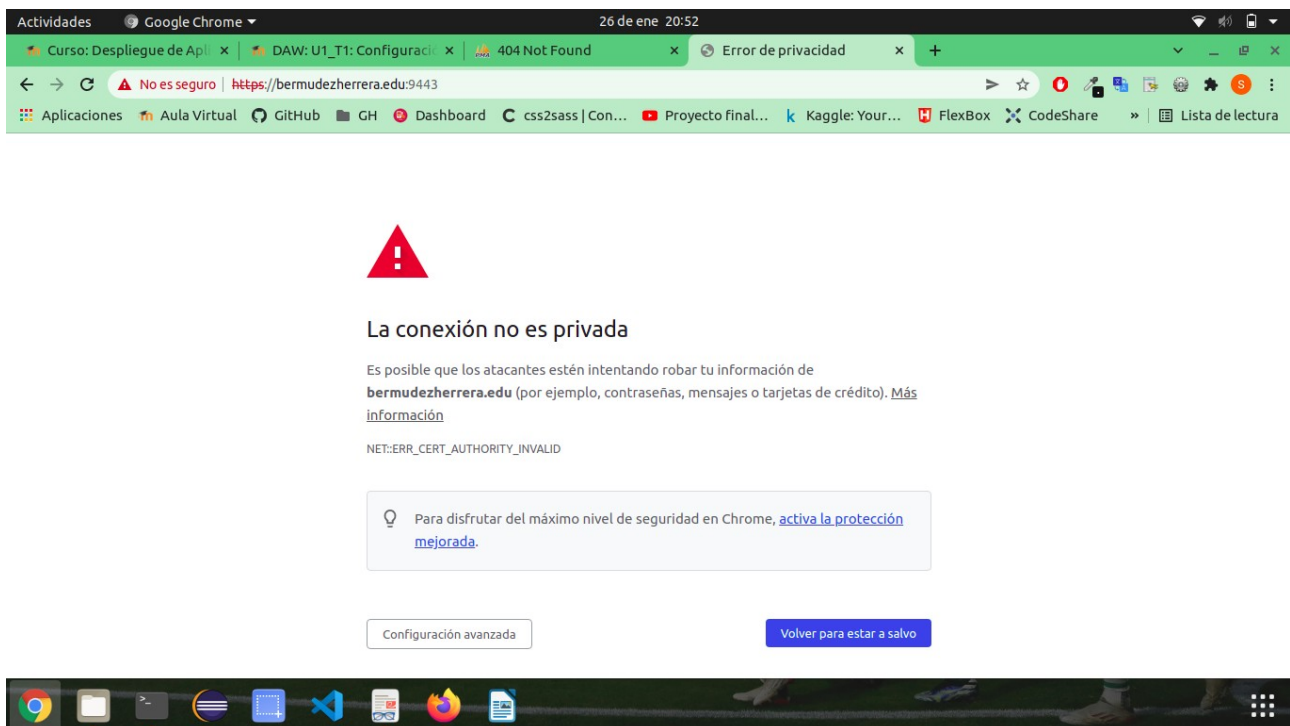 Actividades Google Chrome 26 de ene 20:52
Curso: Despliegue de Apli DAW: U1_T1: Configuració 404 Not Found Error de privacidad
No es seguro https://bermudezherrera.edu:9443
Aplicaciones Aula Virtual GitHub GH Dashboard css2sass | Con... Proyecto final... Kaggle: Your... FlexBox CodeShare » Lista de lectura
La conexión no es privada
Es posible que los atacantes estén intentando robar tu información de
bermudezherrera.edu (por ejemplo, contraseñas, mensajes o tarjetas de crédito). Más
información
NET::ERR_CERT_AUTHORITY_INVALID
Para disfrutar del máximo nivel de seguridad en Chrome, activa la protección
mejorada.
Configuración avanzada Volver para estar a salvo